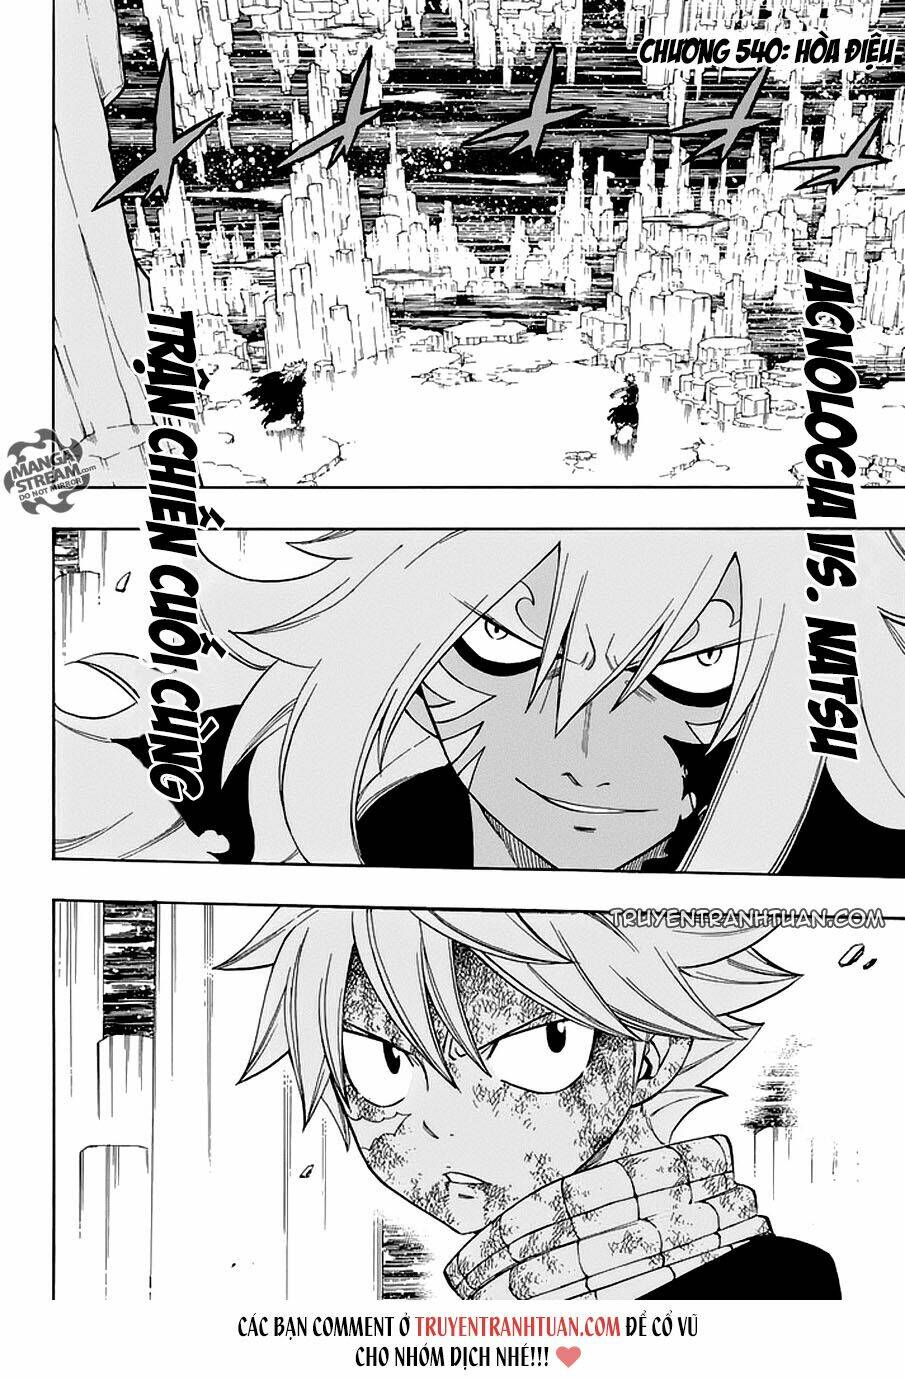 CHƯƠNG 540: HÒA ĐIỆU
AGNOLOGIA VS. NATSU
TRẬN CHIẾN CUỐI CÙNG
MANGA
STREAM.com
DO NOT MIRROR
TRUYENTRANHTUAN.COM
CÁC BẠN COMMENT Ở TRUYENTRANHTUAN.COM ĐỂ CỔ VŨ
CHO NHÓM DỊCH NHÉ!!! ❤